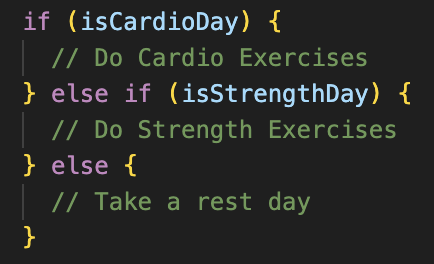 if (isCardioDay) {
  // Do Cardio Exercises
} else if (isStrengthDay) {
  // Do Strength Exercises
} else {
  // Take a rest day
}